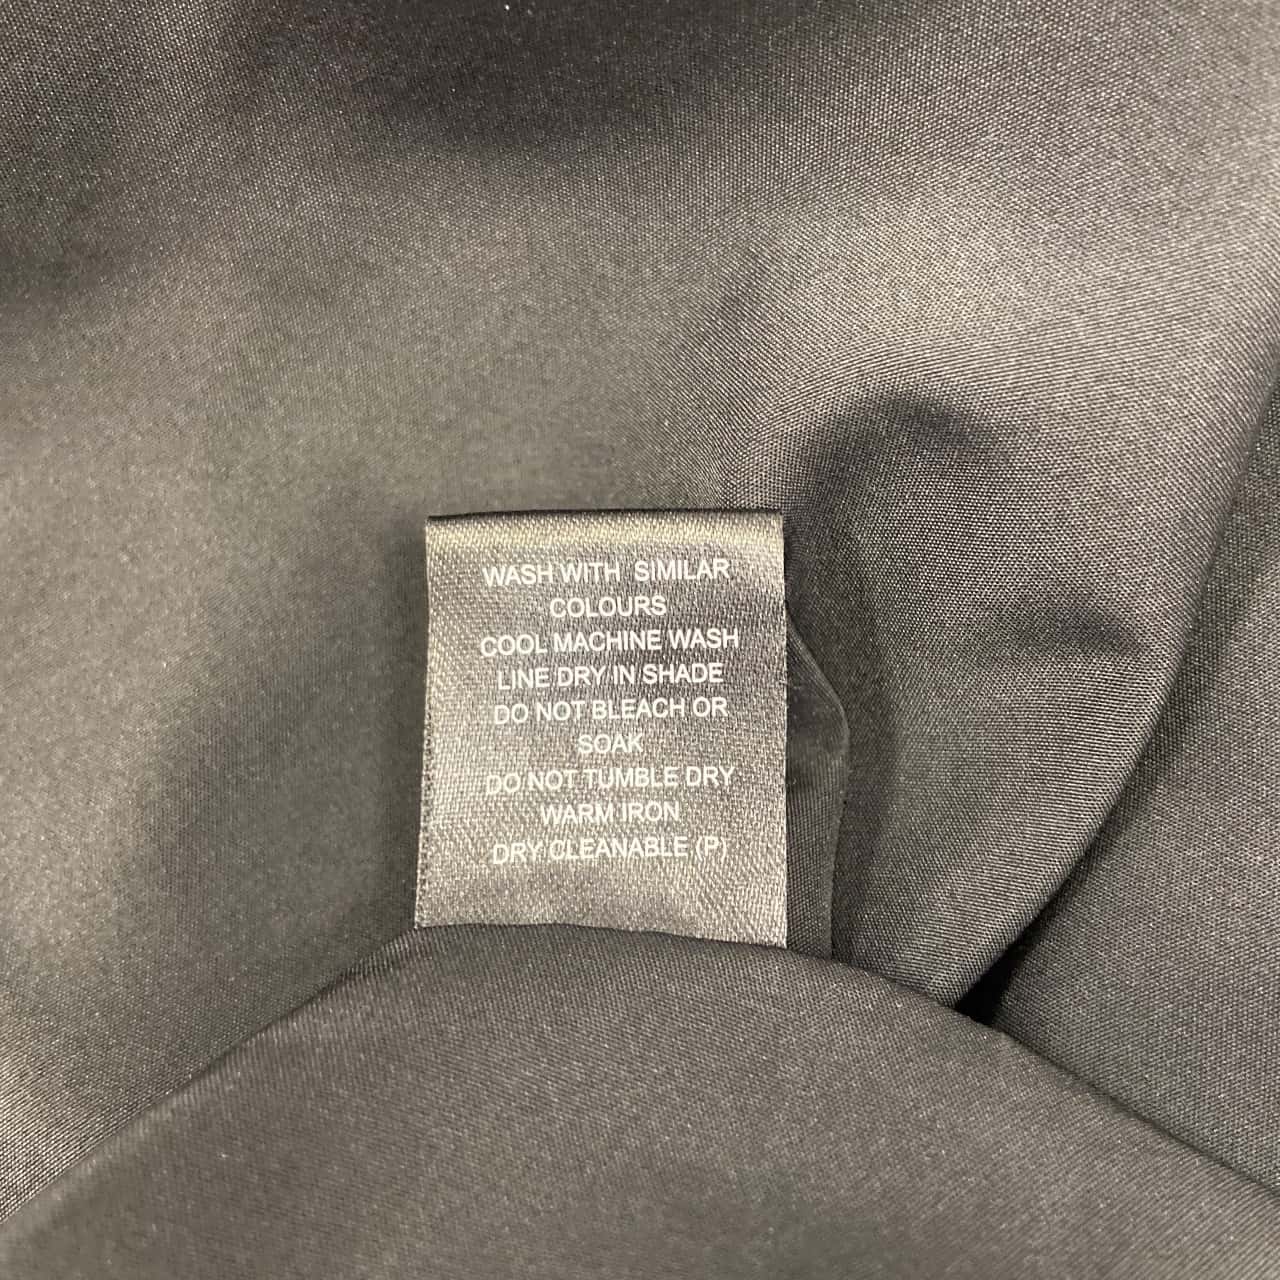 WASH WITH SIMILAR
COLOURS
COOL MACHINE WASH
LINE DRY IN SHADE
DO NOT BLEACH OR
SOAK
DO NOT TUMBLE DRY
WARM IRON
DRY CLEANABLE (P)